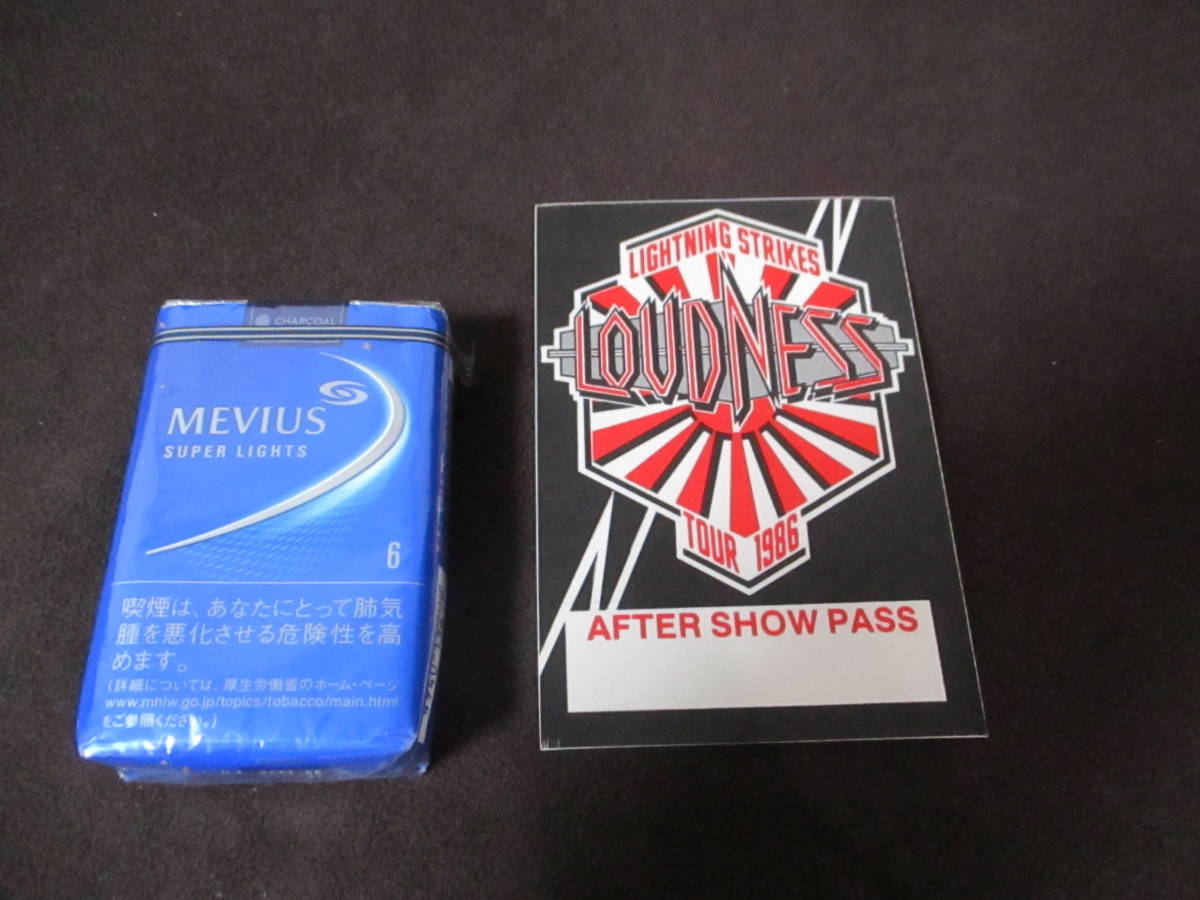 CHARCOAL
MEVIUS
SUPER LIGHTS
6
喫煙は、あなたにとって肺気
腫を悪化させる危険性を高
めます。
(詳細については、厚生労働省のホーム・ページ
www.mhlw.go.jp/topics/tobacco/main.html
をご参照ください。)
LIGHTNING STRIKES
LOUDNESS
TOUR 1986
AFTER SHOW PASS